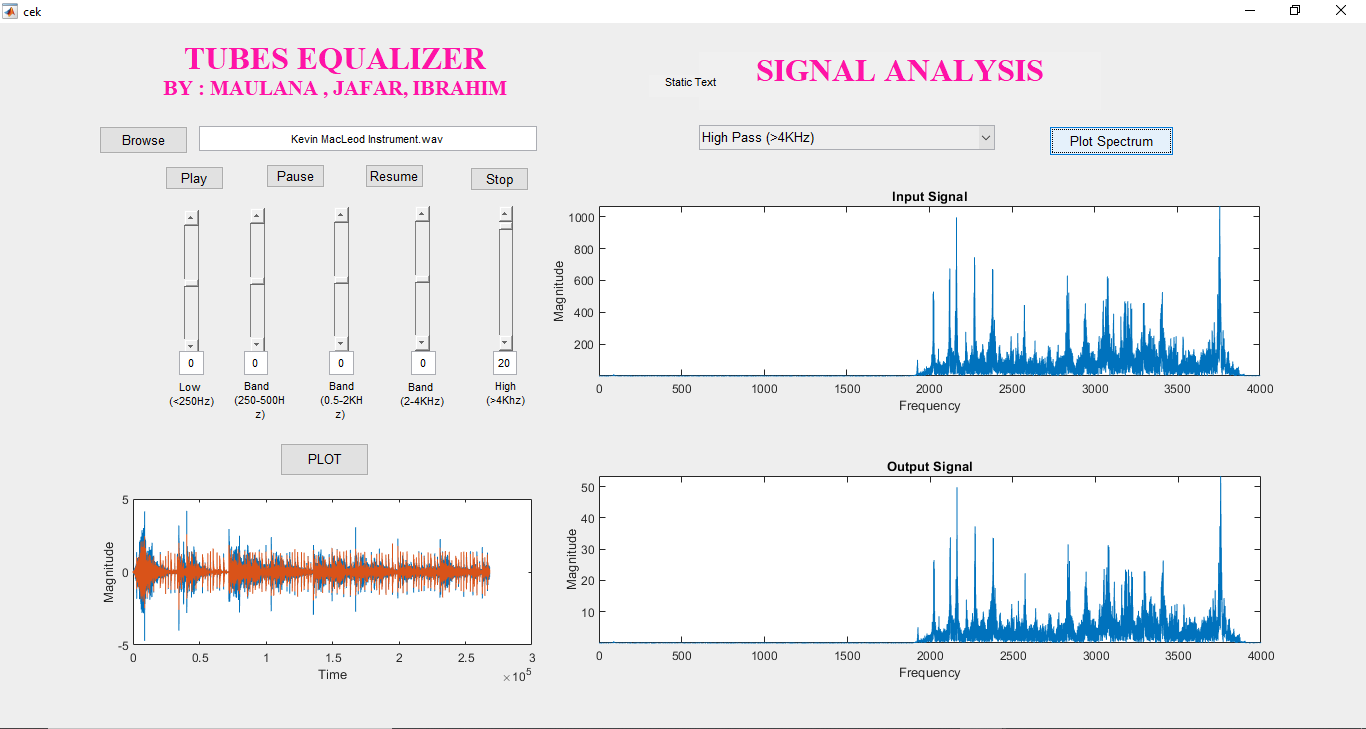 cek
TUBES EQUALIZER
BY : MAULANA , JAFAR, IBRAHIM
Static Text
SIGNAL ANALYSIS
Browse
Kevin MacLeod Instrument.wav
High Pass (>4KHz)
Plot Spectrum
Play
Pause
Resume
Stop
0
0
0
0
20
Low
(<250Hz)
Band
(250-500H
z)
Band
(0.5-2KH
z)
Band
(2-4KHz)
High
(>4Khz)
PLOT
5
0
-5
Magnitude
0
0.5
1
1.5
2
2.5
3
Time
×10^5
Input Signal
1000
800
600
400
200
Magnitude
0
500
1000
1500
2000
2500
3000
3500
4000
Frequency
Output Signal
50
40
30
20
10
Magnitude
0
500
1000
1500
2000
2500
3000
3500
4000
Frequency